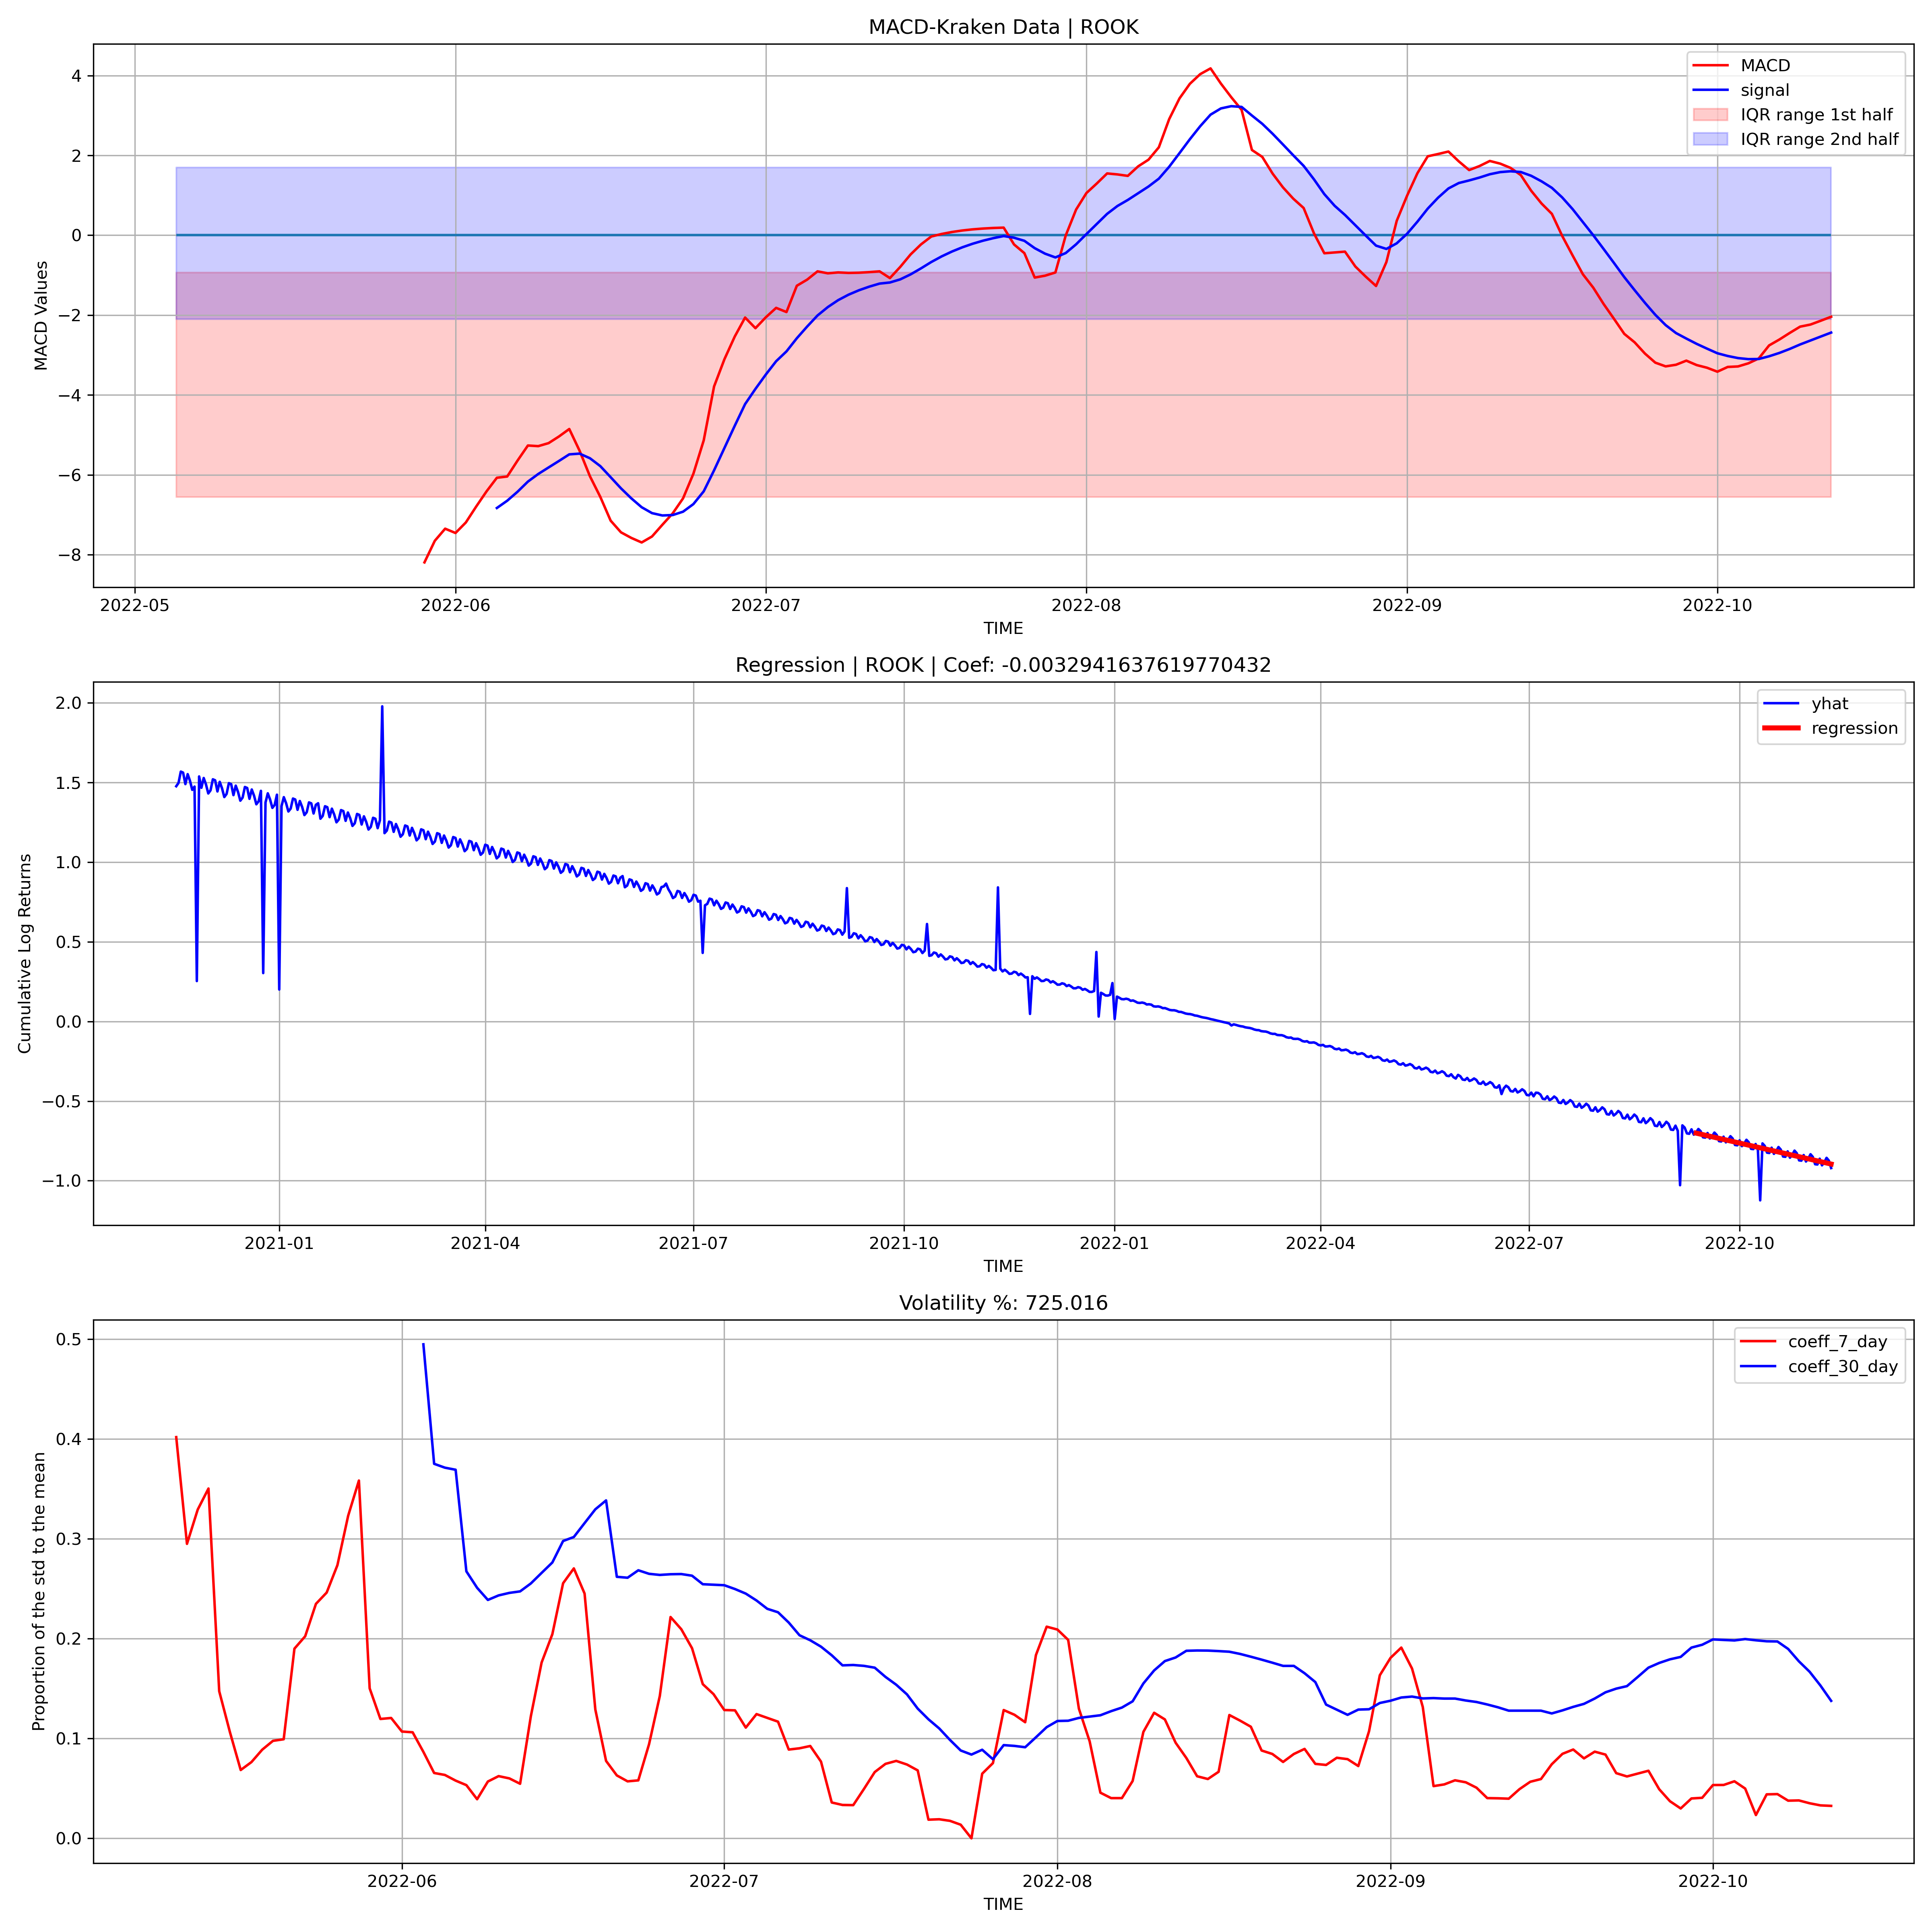 MACD-Kraken Data | ROOK
MACD
signal
IQR range 1st half
IQR range 2nd half
MACD Values
4
2
0
−2
−4
−6
−8
2022-05 2022-06 2022-07 2022-08 2022-09 2022-10
TIME
Regression | ROOK | Coef: -0.0032941637619770432
yhat
regression
Cumulative Log Returns
2.0
1.5
1.0
0.5
0.0
−0.5
−1.0
2021-01 2021-04 2021-07 2021-10 2022-01 2022-04 2022-07 2022-10
TIME
Volatility %: 725.016
coeff_7_day
coeff_30_day
Proportion of the std to the mean
0.5
0.4
0.3
0.2
0.1
0.0
2022-06 2022-07 2022-08 2022-09 2022-10
TIME